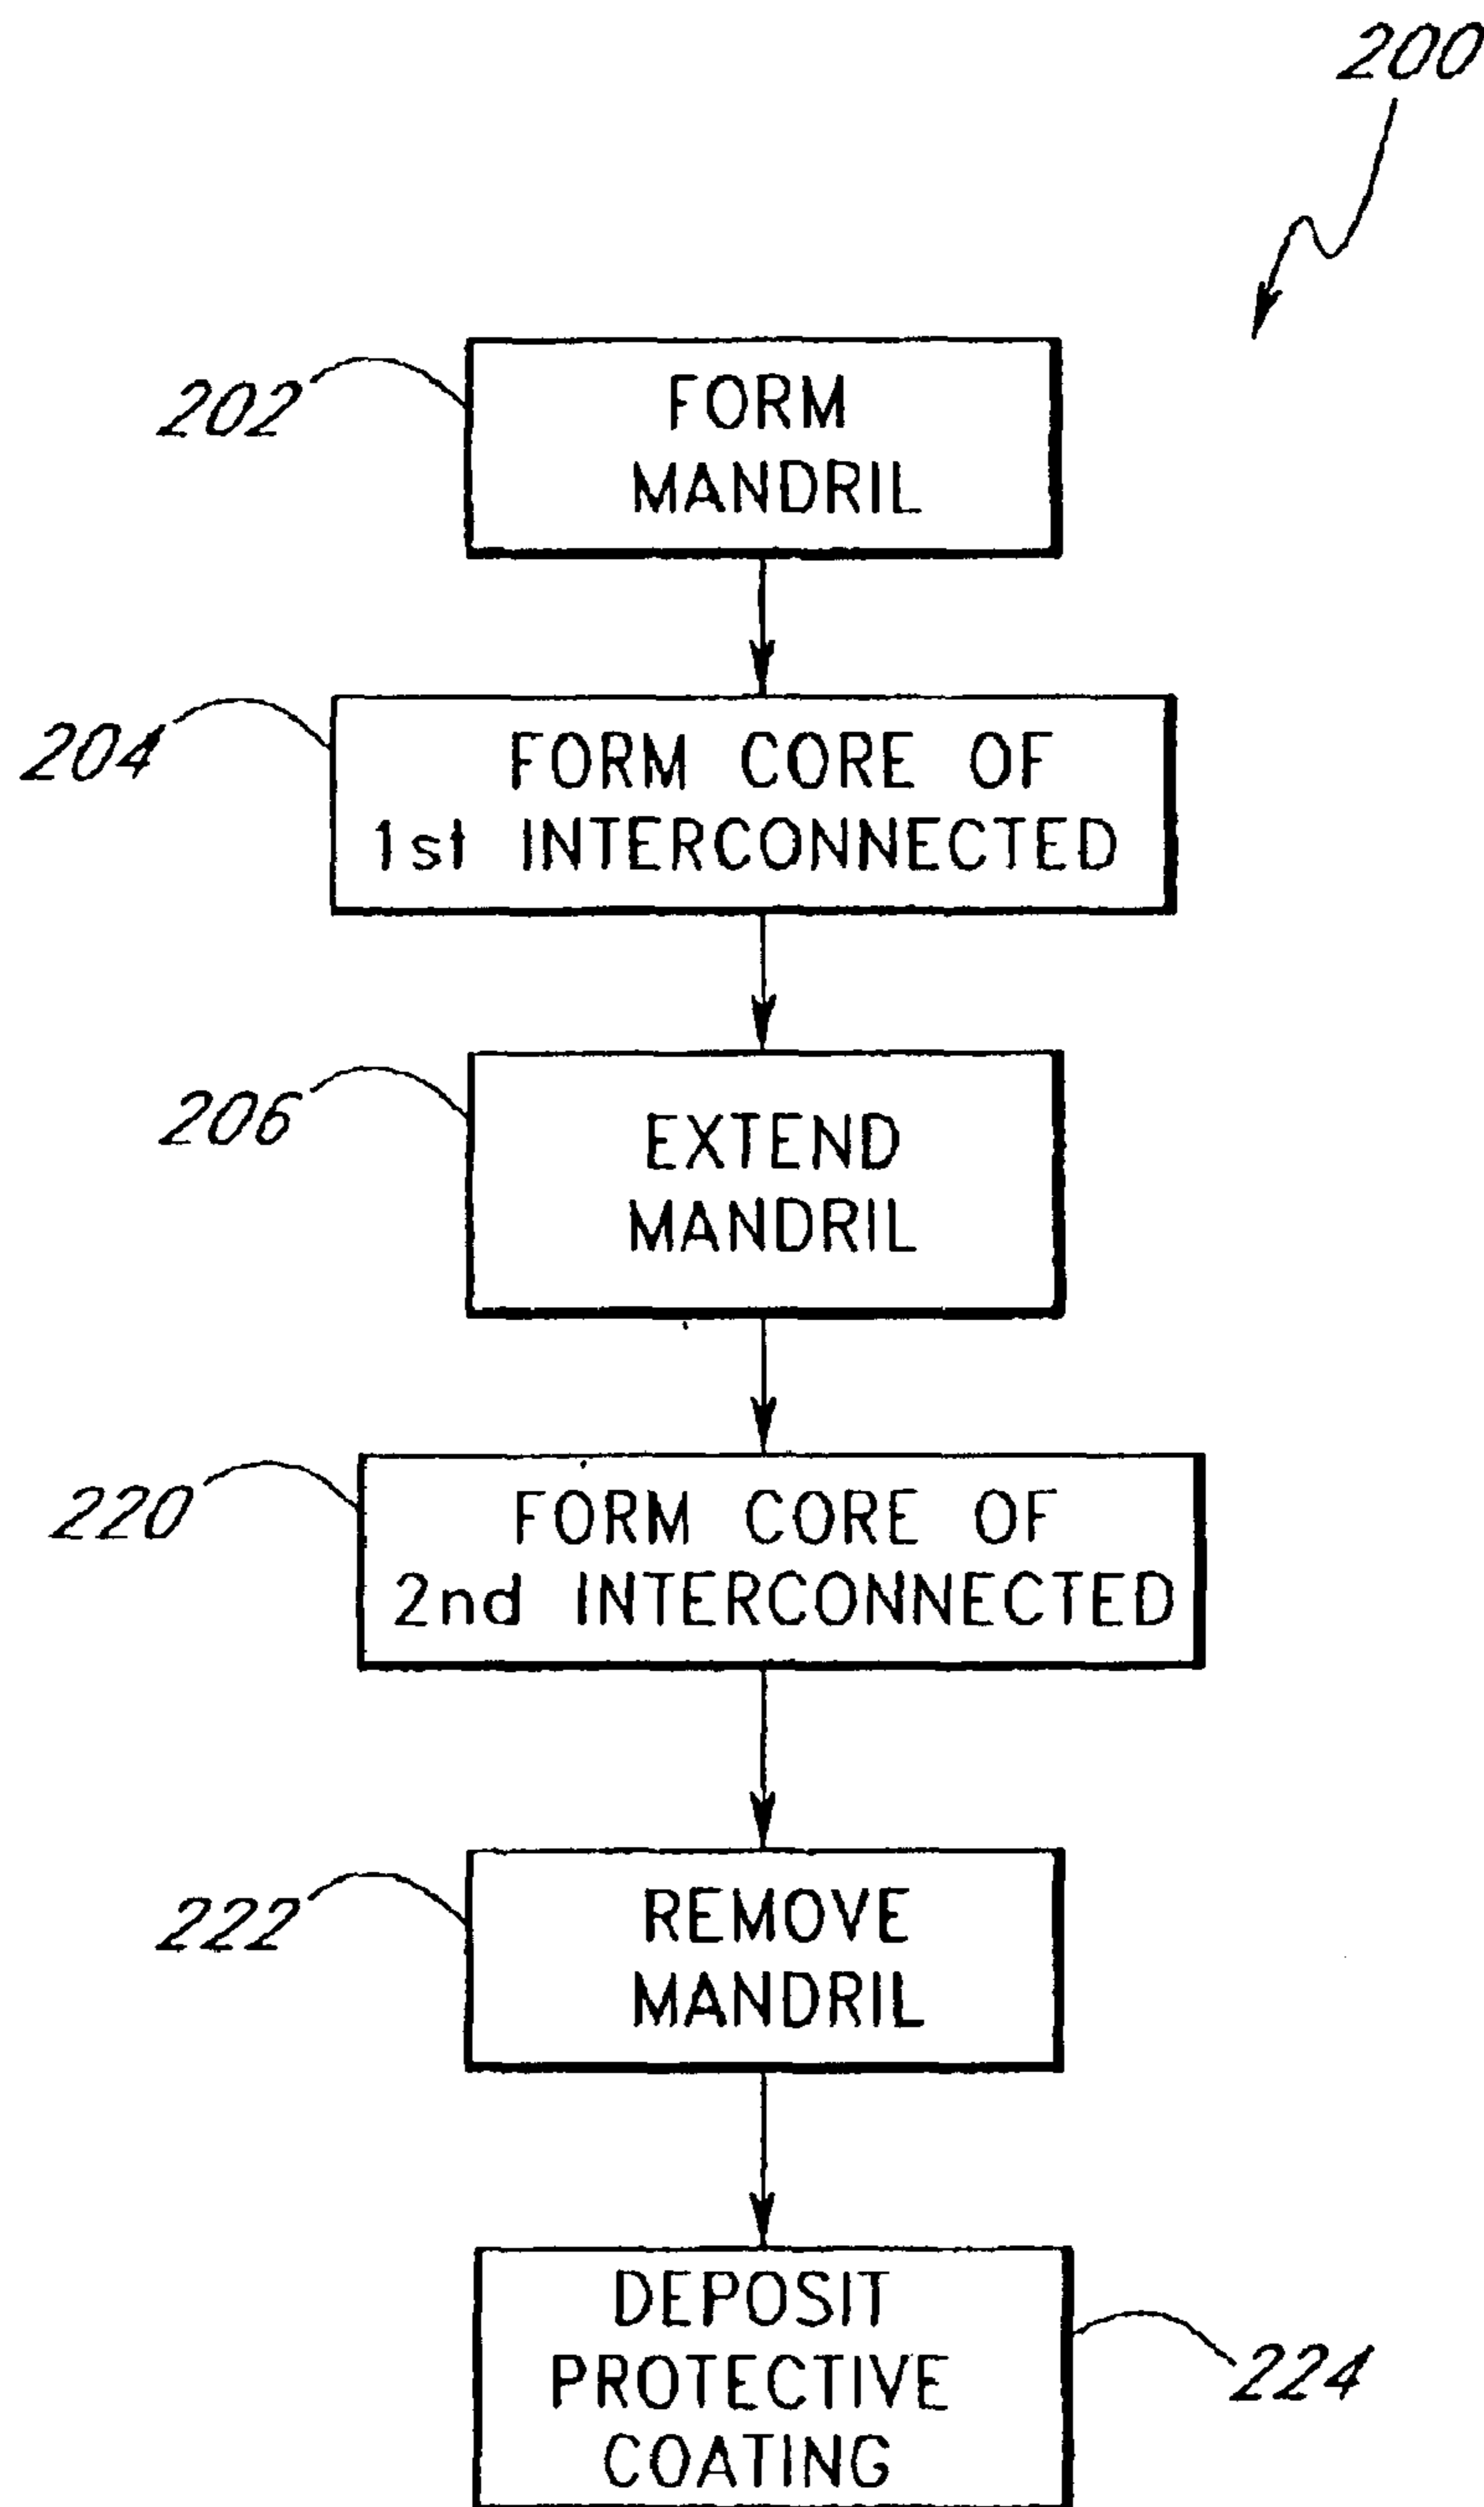 200
202
FORM
MANDRIL
204
FORM CORE OF
1st INTERCONNECTED
206
EXTEND
MANDRIL
220
FORM CORE OF
2nd INTERCONNECTED
222
REMOVE
MANDRIL
DEPOSIT
PROTECTIVE
COATING
224